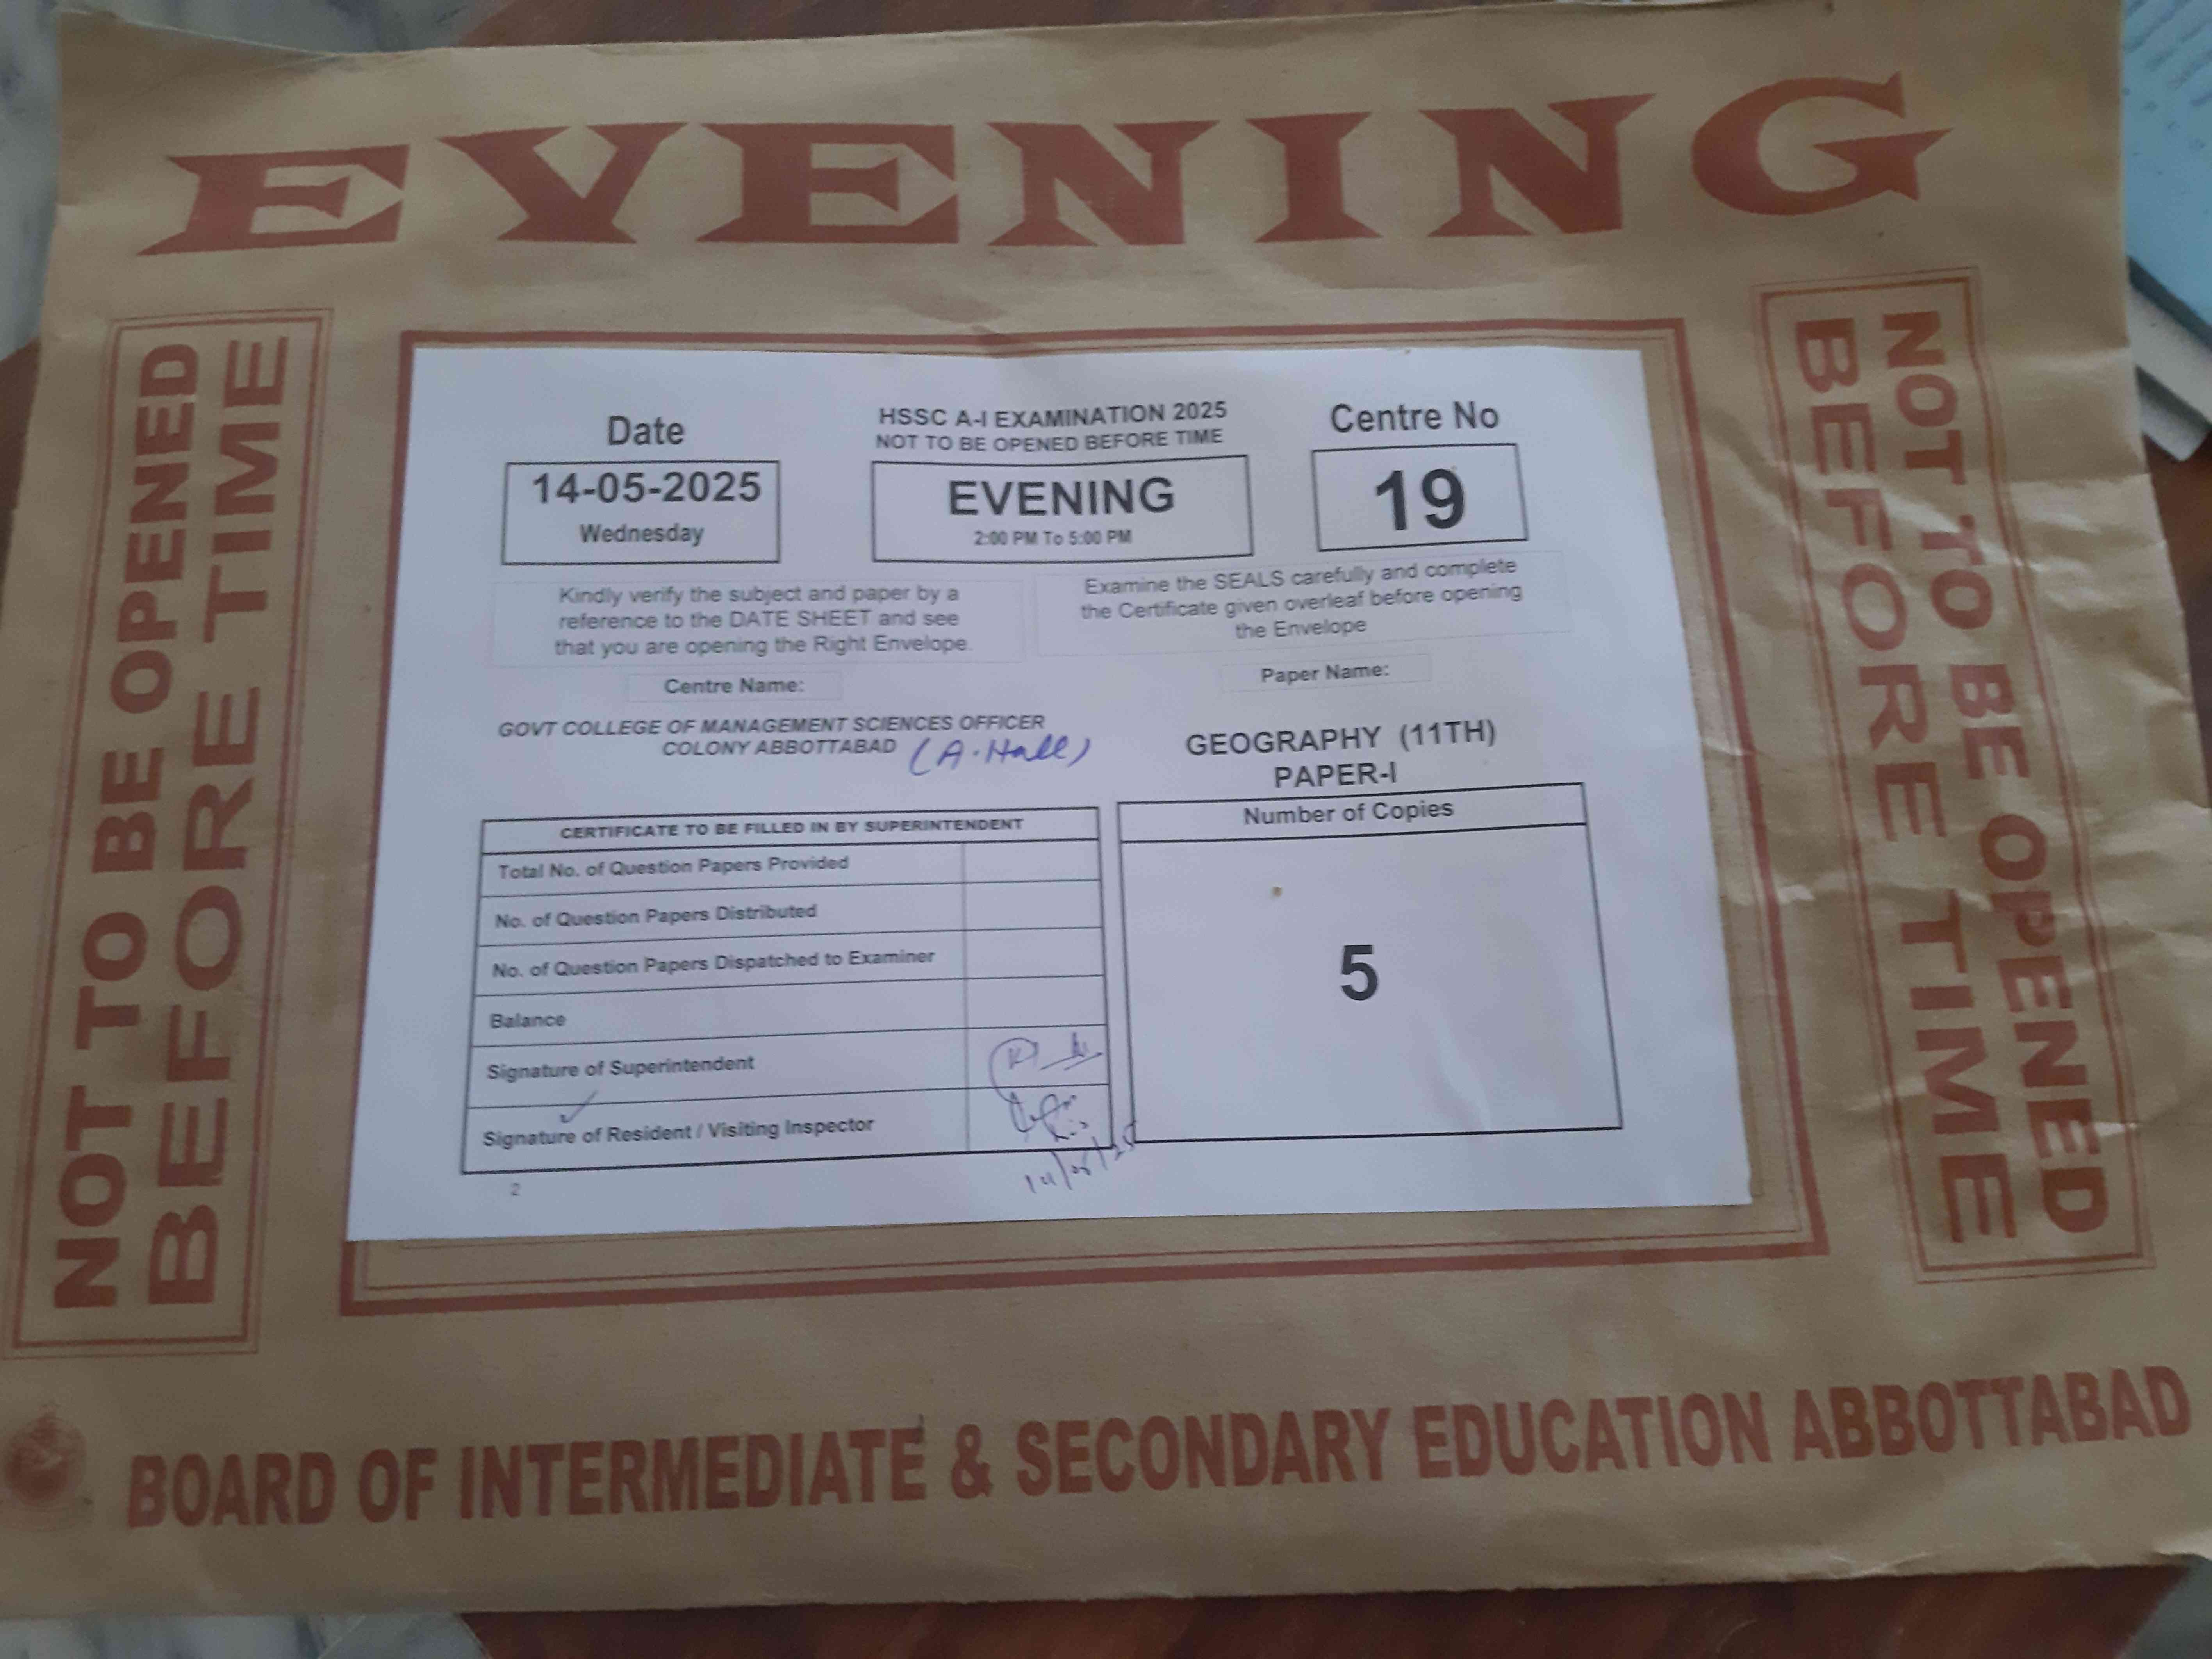 EVENING
NOT TO BE OPENED
BEFORE TIME
Date
14-05-2025
Wednesday
HSSC A-I EXAMINATION 2025
NOT TO BE OPENED BEFORE TIME
EVENING
2:00 PM To 5:00 PM
Centre No
19
Kindly verify the subject and paper by a
reference to the DATE SHEET and see
that you are opening the Right Envelope.
Examine the SEALS carefully and complete
the Certificate given overleaf before opening
the Envelope
Centre Name:
GOVT COLLEGE OF MANAGEMENT SCIENCES OFFICER
COLONY ABBOTTABAD (A.Hall)
Paper Name:
GEOGRAPHY (11TH)
PAPER-I
CERTIFICATE TO BE FILLED IN BY SUPERINTENDENT
Total No. of Question Papers Provided
No. of Question Papers Distributed
No. of Question Papers Dispatched to Examiner
Balance
Signature of Superintendent
Signature of Resident / Visiting Inspector
14/05/25
2
Number of Copies
5
NOT TO BE OPENED
BEFORE TIME
BOARD OF INTERMEDIATE & SECONDARY EDUCATION ABBOTTABAD